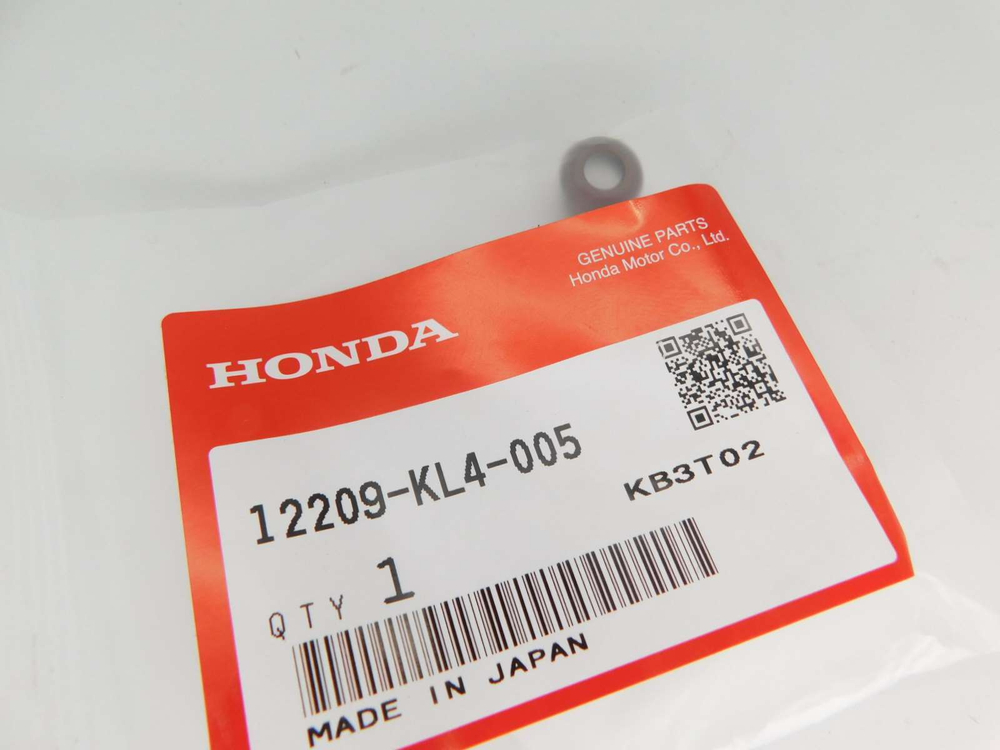 GENUINE PARTS
Honda Motor Co., Ltd.
HONDA
12209-KL4-005
KB3T02
QTY 1
MADE IN JAPAN